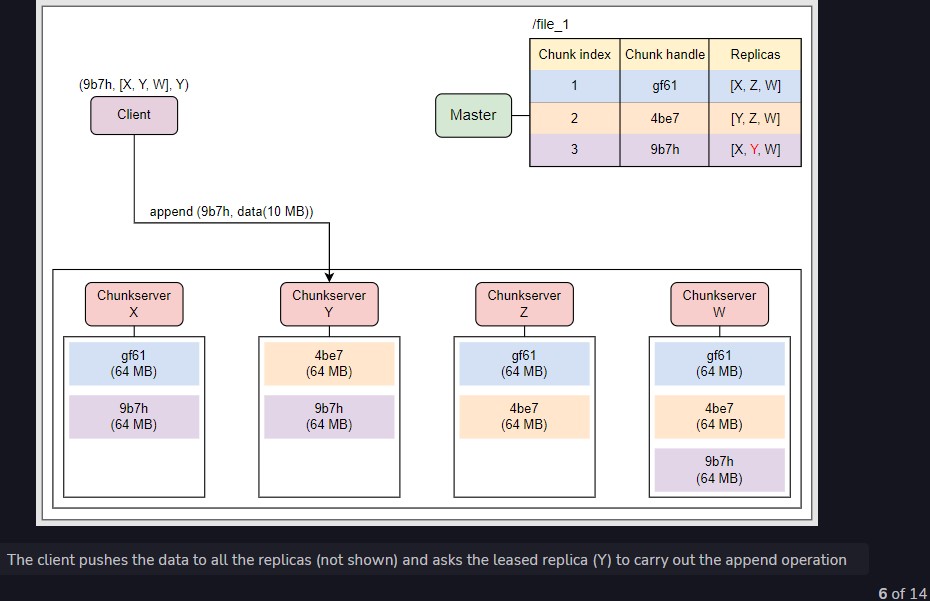 /file_1
Chunk index Chunk handle Replicas
1 gf61 [X, Z, W]
2 4be7 [Y, Z, W]
3 9b7h [X, Y, W]
Master
(9b7h, [X, Y, W], Y)
Client
append (9b7h, data(10 MB))
Chunkserver
X
gf61
(64 MB)
9b7h
(64 MB)
Chunkserver
Y
4be7
(64 MB)
9b7h
(64 MB)
Chunkserver
Z
gf61
(64 MB)
4be7
(64 MB)
Chunkserver
W
gf61
(64 MB)
4be7
(64 MB)
9b7h
(64 MB)
The client pushes the data to all the replicas (not shown) and asks the leased replica (Y) to carry out the append operation
6 of 14